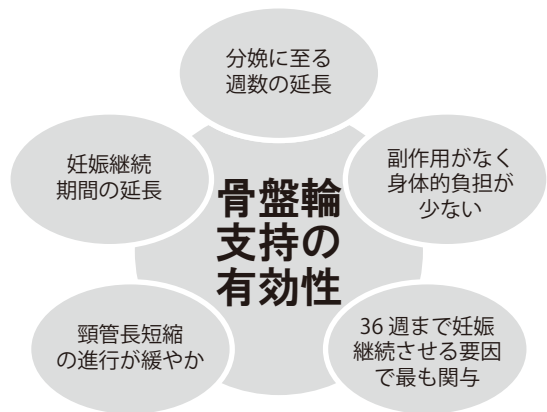 分娩に至る
週数の延長
妊娠継続
期間の延長
副作用がなく
身体的負担が
少ない
骨盤輪
支持の
有効性
頸管長短縮
の進行が緩やか
36 週まで妊娠
継続させる要因
で最も関与